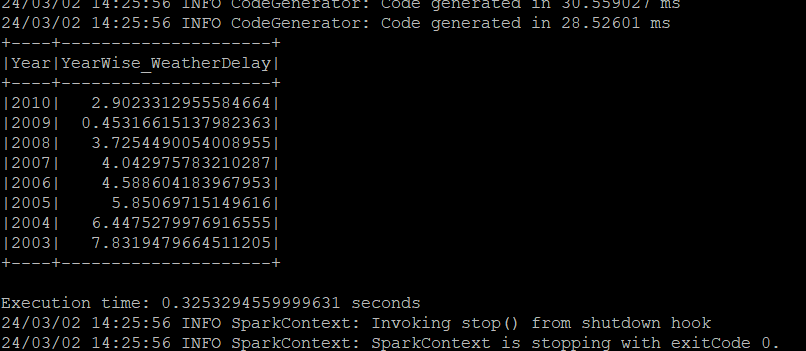 24/03/02 14:25:56 INFO CodeGenerator: Code generated in 30.559027 ms
24/03/02 14:25:56 INFO CodeGenerator: Code generated in 28.52601 ms
+----+---------------------+
|Year|YearWise_WeatherDelay|
+----+---------------------+
|2010|   2.9023312955584664|
|2009|  0.45316615137982363|
|2008|   3.7254490054008955|
|2007|    4.042975783210287|
|2006|    4.588604183967953|
|2005|     5.85069715149616|
|2004|   6.4475279976916555|
|2003|   7.8319479664511205|
+----+---------------------+
Execution time: 0.3253294559999631 seconds
24/03/02 14:25:56 INFO SparkContext: Invoking stop() from shutdown hook
24/03/02 14:25:56 INFO SparkContext: SparkContext is stopping with exitCode 0.